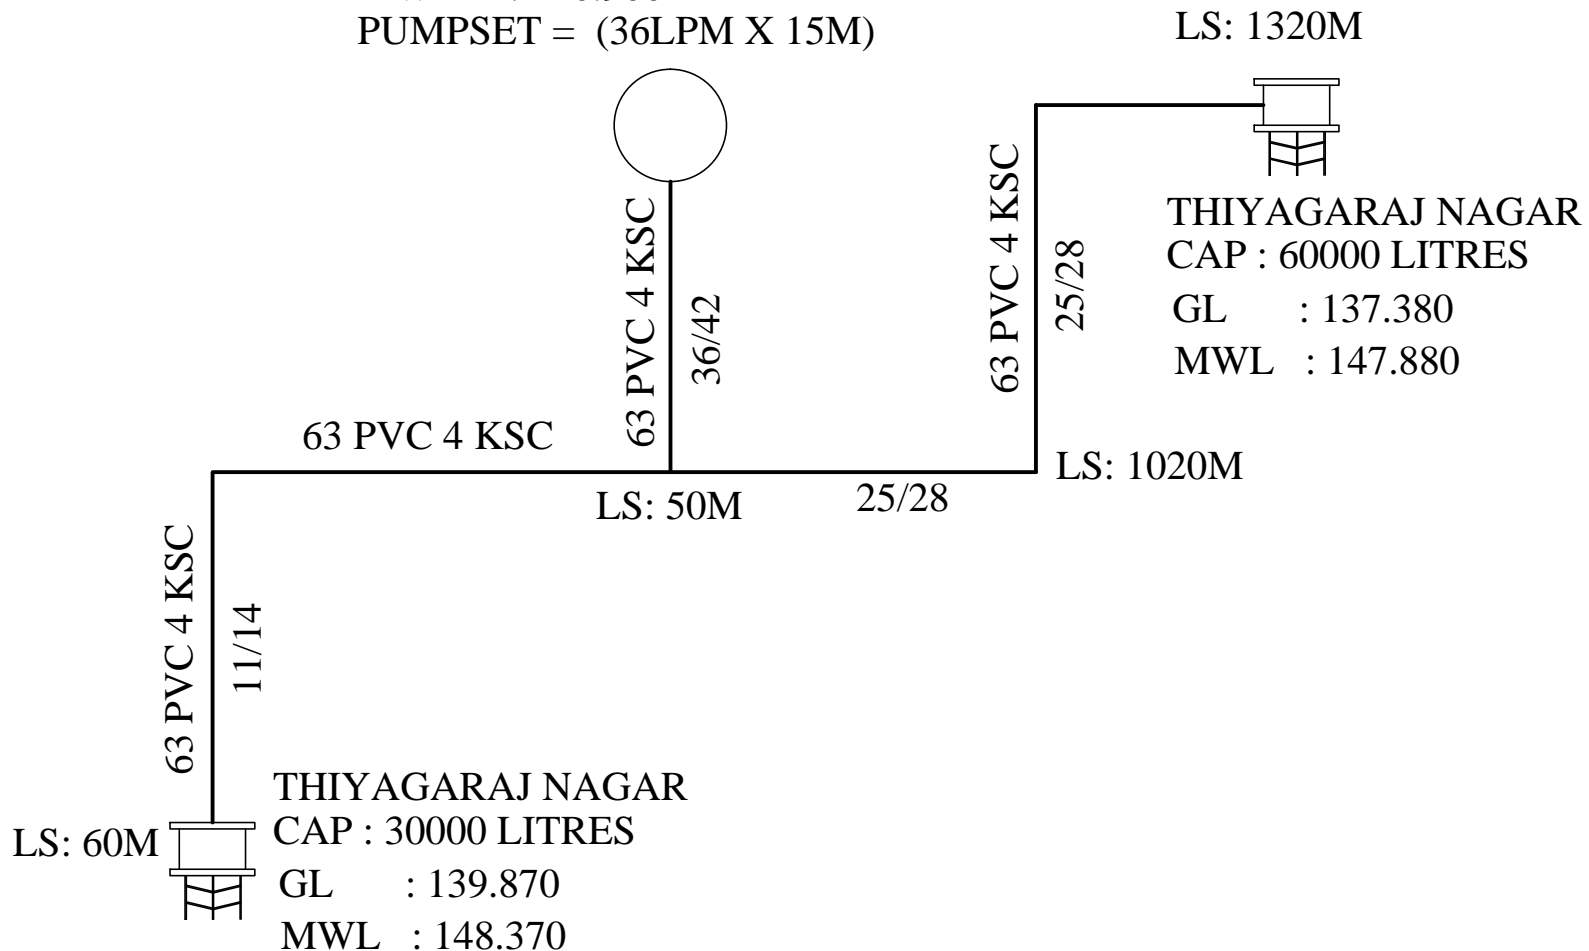 PUMPSET = (36LPM X 15M)
LS: 1320M
63 PVC 4 KSC
36/42
63 PVC 4 KSC
25/28
THIYAGARAJ NAGAR
CAP : 60000 LITRES
GL : 137.380
MWL : 147.880
63 PVC 4 KSC
LS: 50M
25/28
LS: 1020M
63 PVC 4 KSC
11/14
LS: 60M
THIYAGARAJ NAGAR
CAP : 30000 LITRES
GL : 139.870
MWL : 148.370